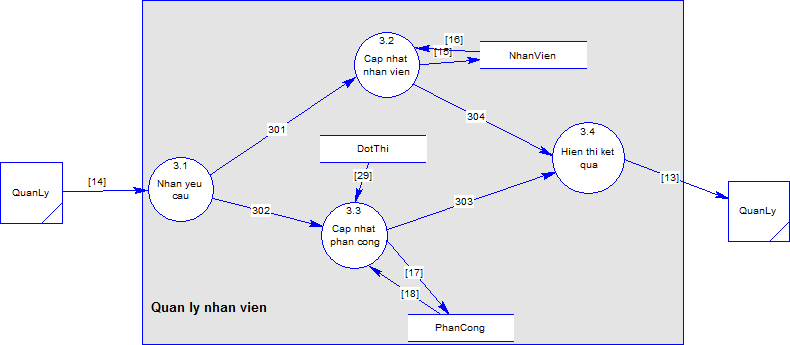 3.2
Cap nhat
nhan vien
[16]
[15]
NhanVien
301
304
DotThi
3.4
Hien thi ket
qua
[14]
QuanLy
3.1
Nhan yeu
cau
[29]
[13]
302
303
3.3
Cap nhat
phan cong
QuanLy
[17]
[18]
Quan ly nhan vien
PhanCong